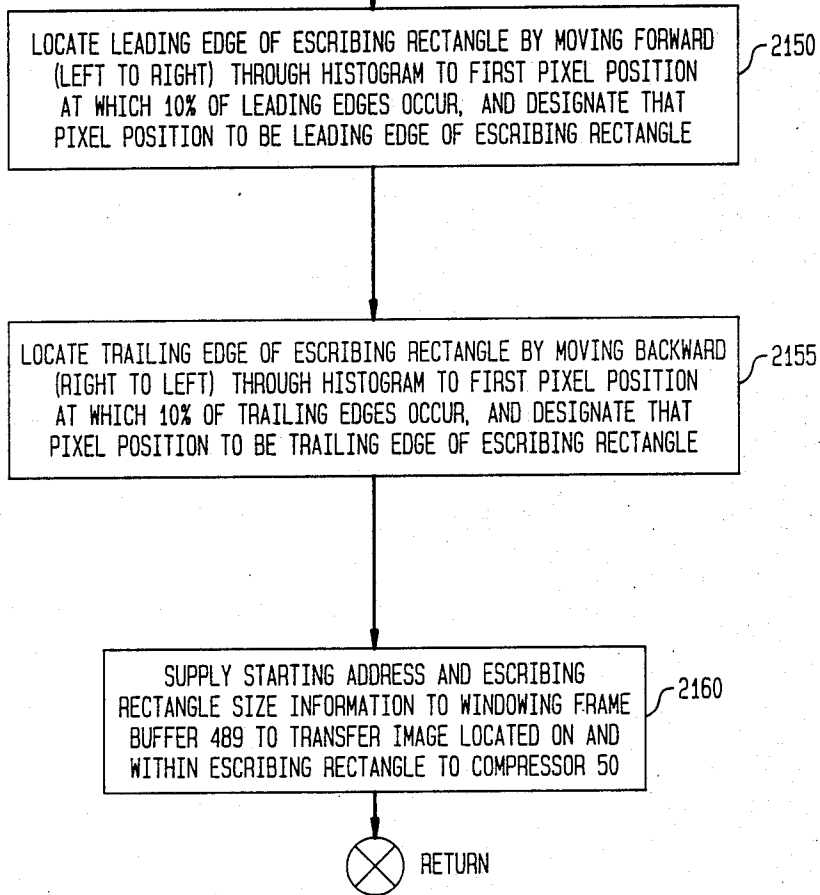 LOCATE LEADING EDGE OF ESCRIBING RECTANGLE BY MOVING FORWARD
(LEFT TO RIGHT) THROUGH HISTOGRAM TO FIRST PIXEL POSITION
AT WHICH 10% OF LEADING EDGES OCCUR, AND DESIGNATE THAT
PIXEL POSITION TO BE LEADING EDGE OF ESCRIBING RECTANGLE
2150
LOCATE TRAILING EDGE OF ESCRIBING RECTANGLE BY MOVING BACKWARD
(RIGHT TO LEFT) THROUGH HISTOGRAM TO FIRST PIXEL POSITION
AT WHICH 10% OF TRAILING EDGES OCCUR, AND DESIGNATE THAT
PIXEL POSITION TO BE TRAILING EDGE OF ESCRIBING RECTANGLE
2155
SUPPLY STARTING ADDRESS AND ESCRIBING
RECTANGLE SIZE INFORMATION TO WINDOWING FRAME
BUFFER 489 TO TRANSFER IMAGE LOCATED ON AND
WITHIN ESCRIBING RECTANGLE TO COMPRESSOR 50
2160
RETURN